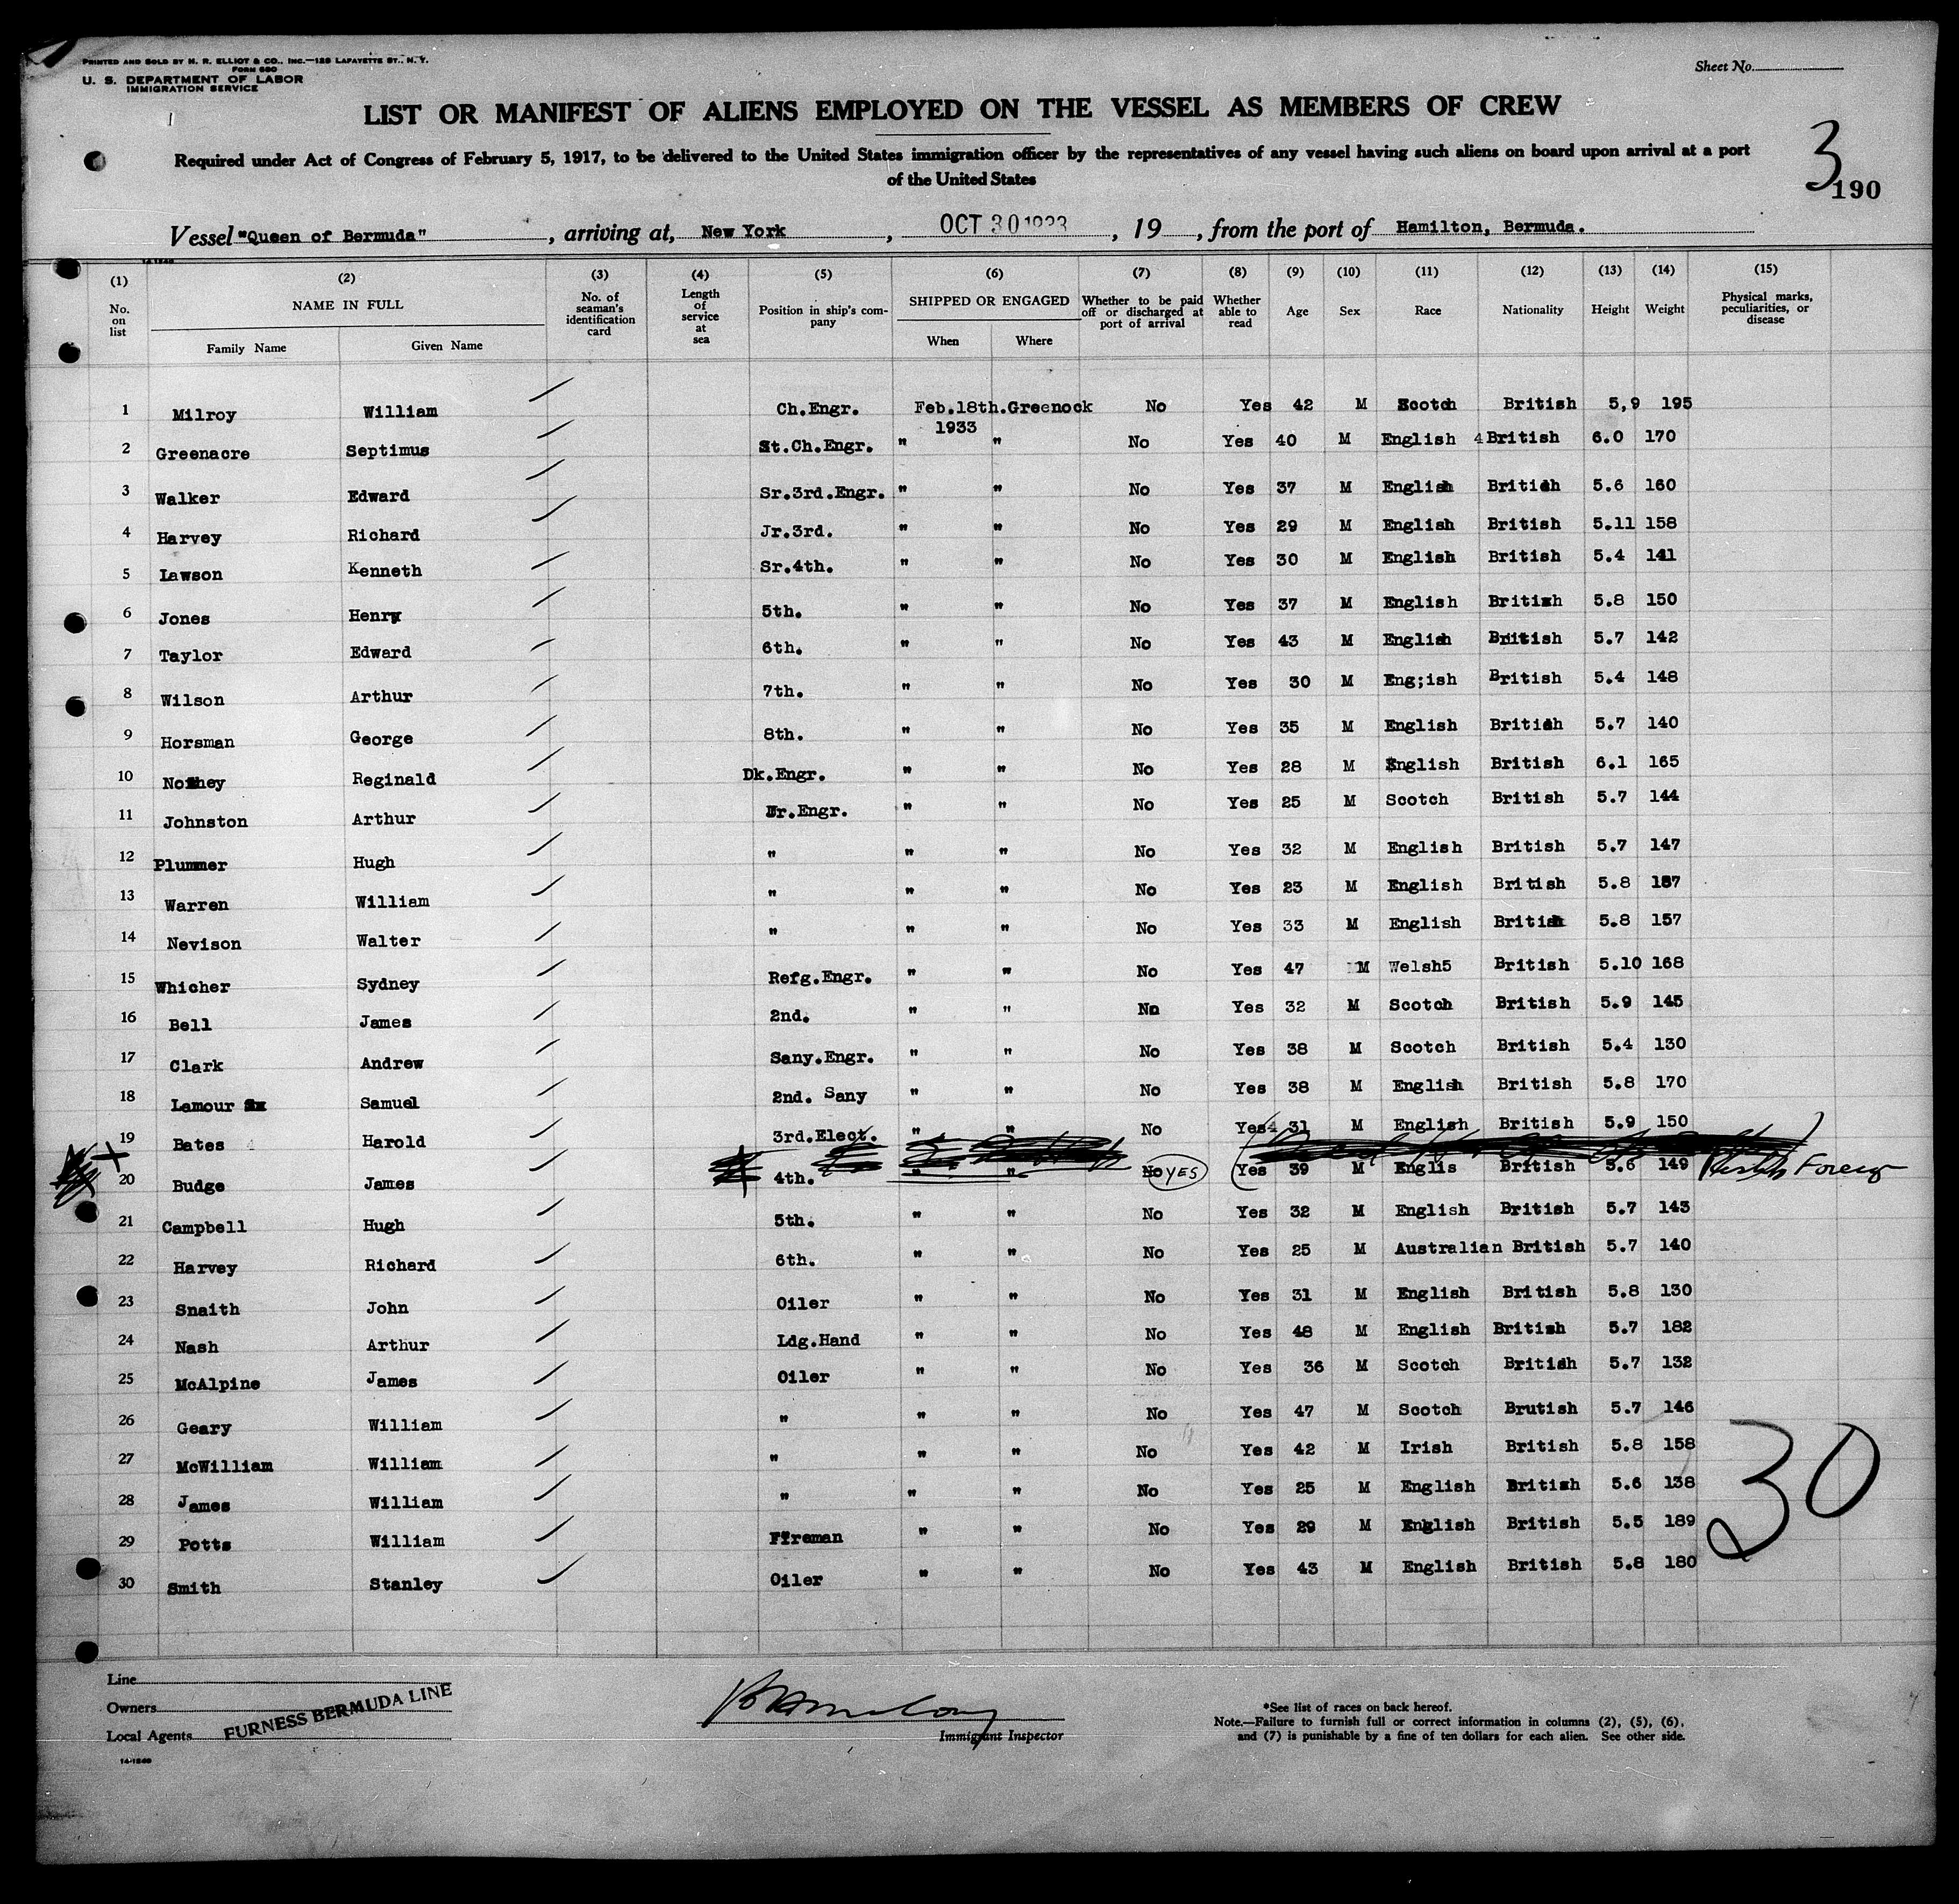 PRINTED AND SOLD BY H. R. ELLIOT & CO., INC.—129 LAFAYETTE ST., N. Y.
FORM 680
U. S. DEPARTMENT OF LABOR
IMMIGRATION SERVICE
Sheet No.
LIST OR MANIFEST OF ALIENS EMPLOYED ON THE VESSEL AS MEMBERS OF CREW
Required under Act of Congress of February 5, 1917, to be delivered to the United States immigration officer by the representatives of any vessel having such aliens on board upon arrival at a port
of the United States
3
190
Vessel "Queen of Bermuda", arriving at, New York, OCT 30 1933, 19, from the port of Hamilton, Bermuda.
(1) No. on list (2) NAME IN FULL Family Name Given Name (3) No. of seaman's identification card (4) Length of service at sea (5) Position in ship's company (6) SHIPPED OR ENGAGED When Where (7) Whether to be paid off or discharged at port of arrival (8) Whether able to read (9) Age (10) Sex (11) Race (12) Nationality (13) Height (14) Weight (15) Physical marks, peculiarities, or disease
1 Milroy William Ch.Engr. Feb.18th. 1933 Greenock No Yes 42 M Scotch British 5,9 195
2 Greenacre Septimus St.Ch.Engr. " " No Yes 40 M English 4 British 6.0 170
3 Walker Edward Sr.3rd.Engr. " " No Yes 37 M English British 5.6 160
4 Harvey Richard Jr.3rd. " " No Yes 29 M English British 5.11 158
5 Lawson Kenneth Sr.4th. " " No Yes 30 M English British 5.4 141
6 Jones Henry 5th. " " No Yes 37 M English British 5.8 150
7 Taylor Edward 6th. " " No Yes 43 M English British 5.7 142
8 Wilson Arthur 7th. " " No Yes 30 M Eng;ish British 5.4 148
9 Horsman George 8th. " " No Yes 35 M English British 5.7 140
10 Reginald Dk.Engr. " " No Yes 28 M English British 6.1 165
11 Johnston Arthur Jr.Engr. " " No Yes 25 M Scotch British 5.7 144
12 Plummer Hugh " " " No Yes 32 M English British 5.7 147
13 Warren William " " " No Yes 23 M English British 5.8
14 Nevison Walter " " " No Yes 33 M English British 5.8 157
15 Whicher Sydney Refg.Engr. " " No Yes 47 M Welsh5 British 5.10 168
16 Bell James 2nd. " " No Yes 32 M Scotch British 5.9 145
17 Clark Andrew Sany.Engr. " " No Yes 38 M Scotch British 5.4 130
18 Lamour Samuel 2nd. Sany " " No Yes 38 M English British 5.8 170
19 Bates Harold 3rd.Elect. " " No Yes 31 M English British 5.9 150
20 Budge James 4th. " " No YES Yes 39 M Englis British 5.6 149 Foreign
21 Campbell Hugh 5th. " " No Yes 32 M English British 5.7 143
22 Harvey Richard 6th. " " No Yes 25 M Australian British 5.7 140
23 Snaith John Oiler " " No Yes 31 M English British 5.8 130
24 Nash Arthur Ldg.Hand " " No Yes 48 M English British 5.7 182
25 McAlpine James Oiler " " No Yes 36 M Scotch British 5.7 132
26 Geary William " " " No Yes 47 M Scotch Brutish 5.7 146
27 McWilliam William " " " No Yes 42 M Irish British 5.8 158
28 James William " " " No Yes 25 M English British 5.6 138
29 Potts William Fireman " " No Yes 29 M English British 5.5 189
30 Smith Stanley Oiler " " No Yes 43 M English British 5.8 180
30
Line
Owners
Local Agents
FURNESS BERMUDA LINE
14-1240
Immigrant Inspector
*See list of races on back hereof.
Note.—Failure to furnish full or correct information in columns (2), (5), (6),
and (7) is punishable by a fine of ten dollars for each alien. See other side.